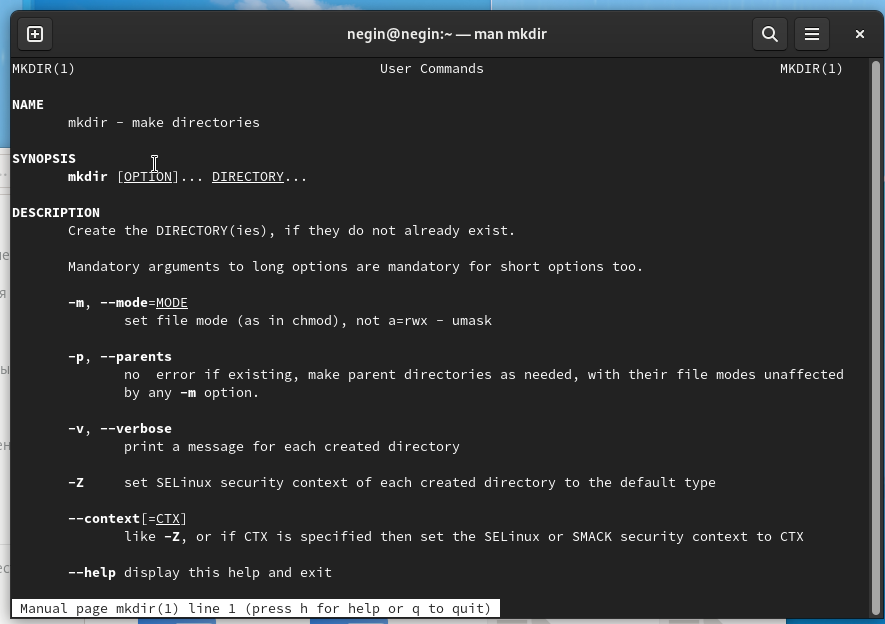 negin@negin:~ — man mkdir
MKDIR(1) User Commands MKDIR(1)
NAME
mkdir - make directories
SYNOPSIS
mkdir [OPTION]... DIRECTORY...
DESCRIPTION
Create the DIRECTORY(ies), if they do not already exist.
Mandatory arguments to long options are mandatory for short options too.
-m, --mode=MODE
set file mode (as in chmod), not a=rwx - umask
-p, --parents
no  error if existing, make parent directories as needed, with their file modes unaffected
by any -m option.
-v, --verbose
print a message for each created directory
-Z set SELinux security context of each created directory to the default type
--context[=CTX]
like -Z, or if CTX is specified then set the SELinux or SMACK security context to CTX
--help display this help and exit
Manual page mkdir(1) line 1 (press h for help or q to quit)